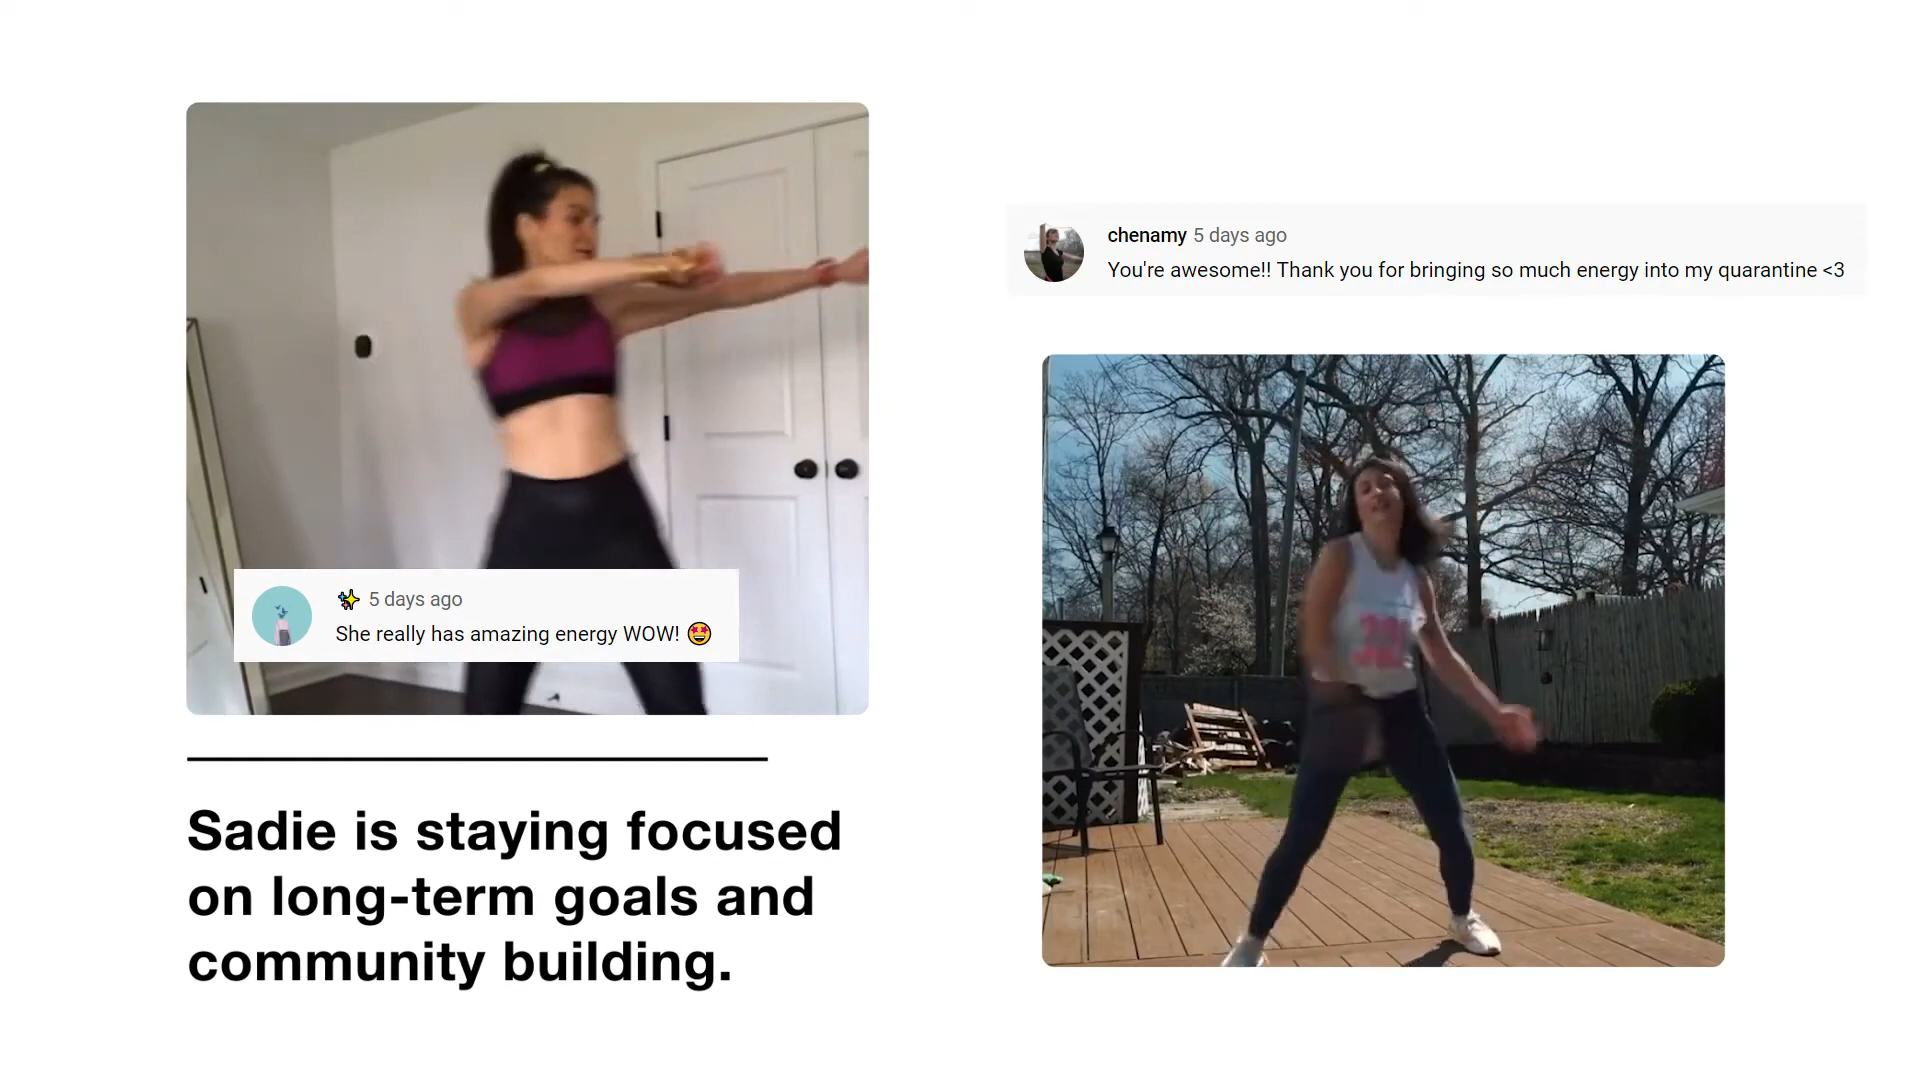 ✨ 5 days ago
She really has amazing energy WOW! 🤩
Sadie is staying focused
on long-term goals and
community building.
chenamy 5 days ago
You're awesome!! Thank you for bringing so much energy into my quarantine <3